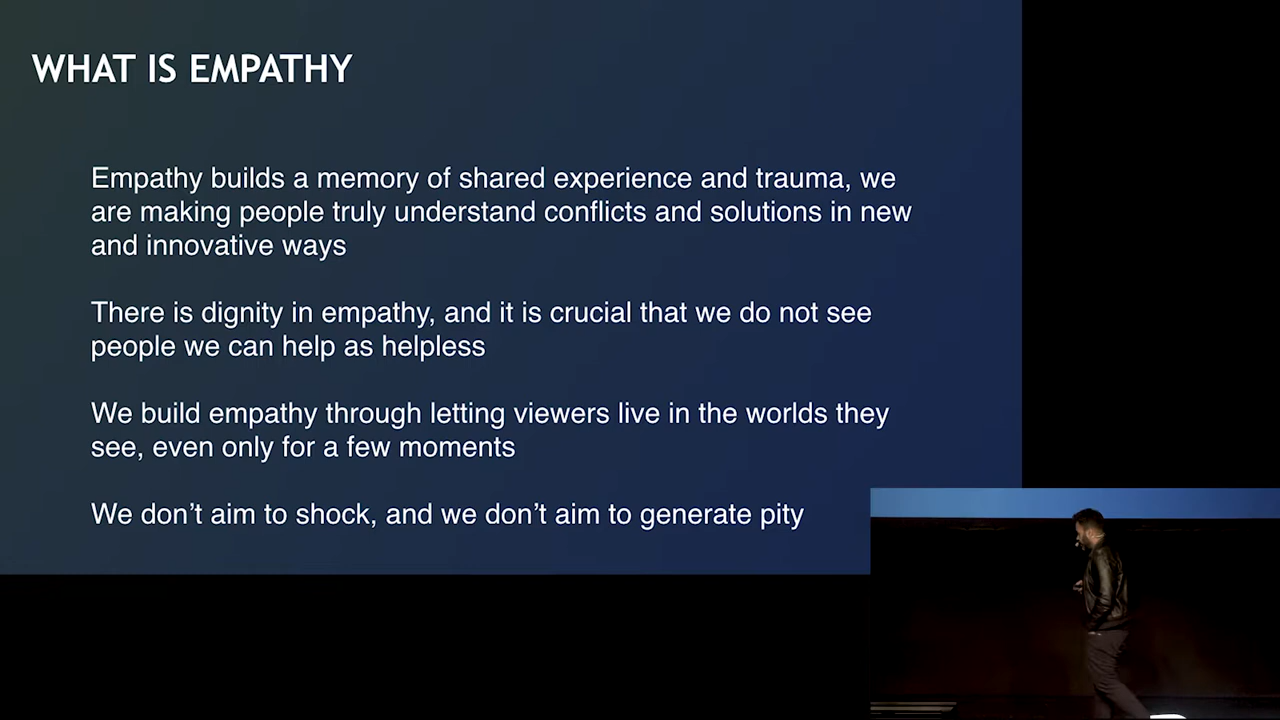 WHAT IS EMPATHY
Empathy builds a memory of shared experience and trauma, we
are making people truly understand conflicts and solutions in new
and innovative ways
There is dignity in empathy, and it is crucial that we do not see
people we can help as helpless
We build empathy through letting viewers live in the worlds they
see, even only for a few moments
We don’t aim to shock, and we don’t aim to generate pity